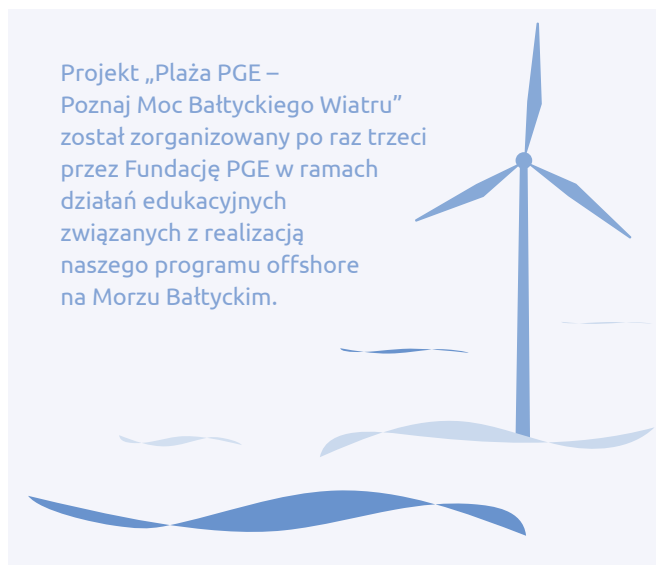 Projekt „Plaża PGE –
Poznaj Moc Bałtyckiego Wiatru”
został zorganizowany po raz trzeci
przez Fundację PGE w ramach
działań edukacyjnych
związanych z realizacją
naszego programu offshore
na Morzu Bałtyckim.